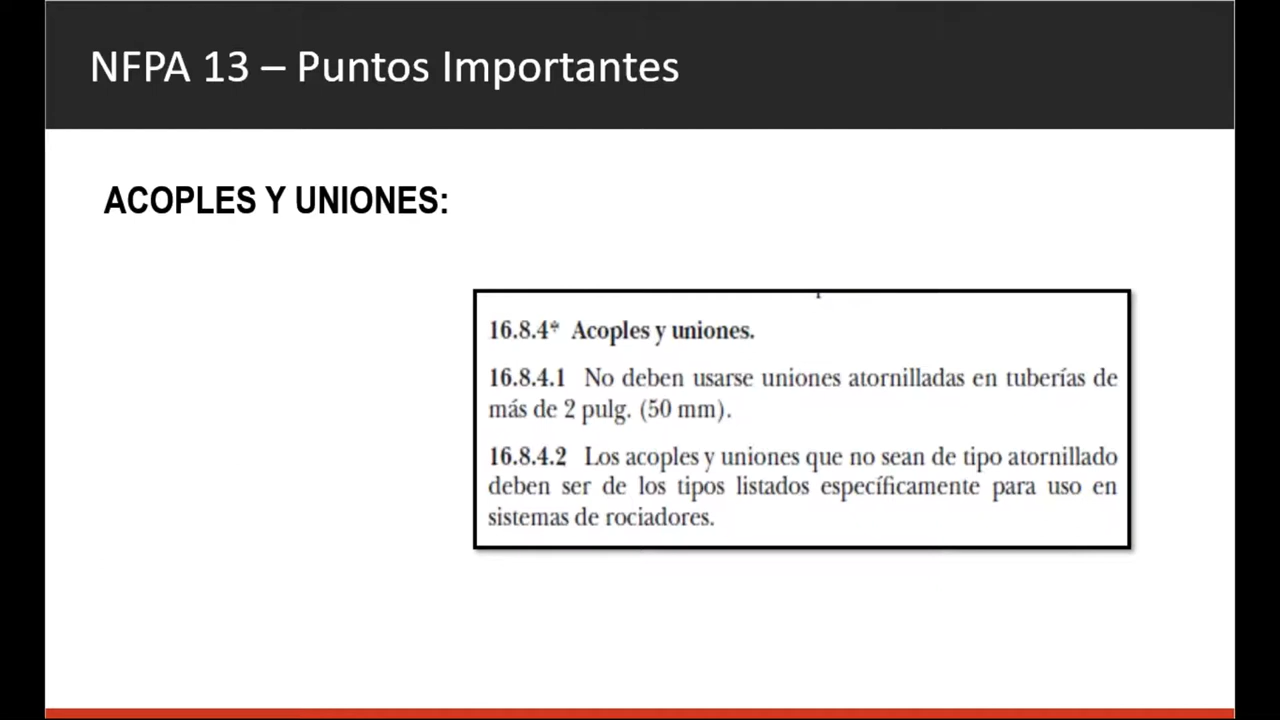 NFPA 13 – Puntos Importantes
ACOPLES Y UNIONES:
16.8.4* Acoples y uniones.
16.8.4.1 No deben usarse uniones atornilladas en tuberías de
más de 2 pulg. (50 mm).
16.8.4.2 Los acoples y uniones que no sean de tipo atornillado
deben ser de los tipos listados específicamente para uso en
sistemas de rociadores.